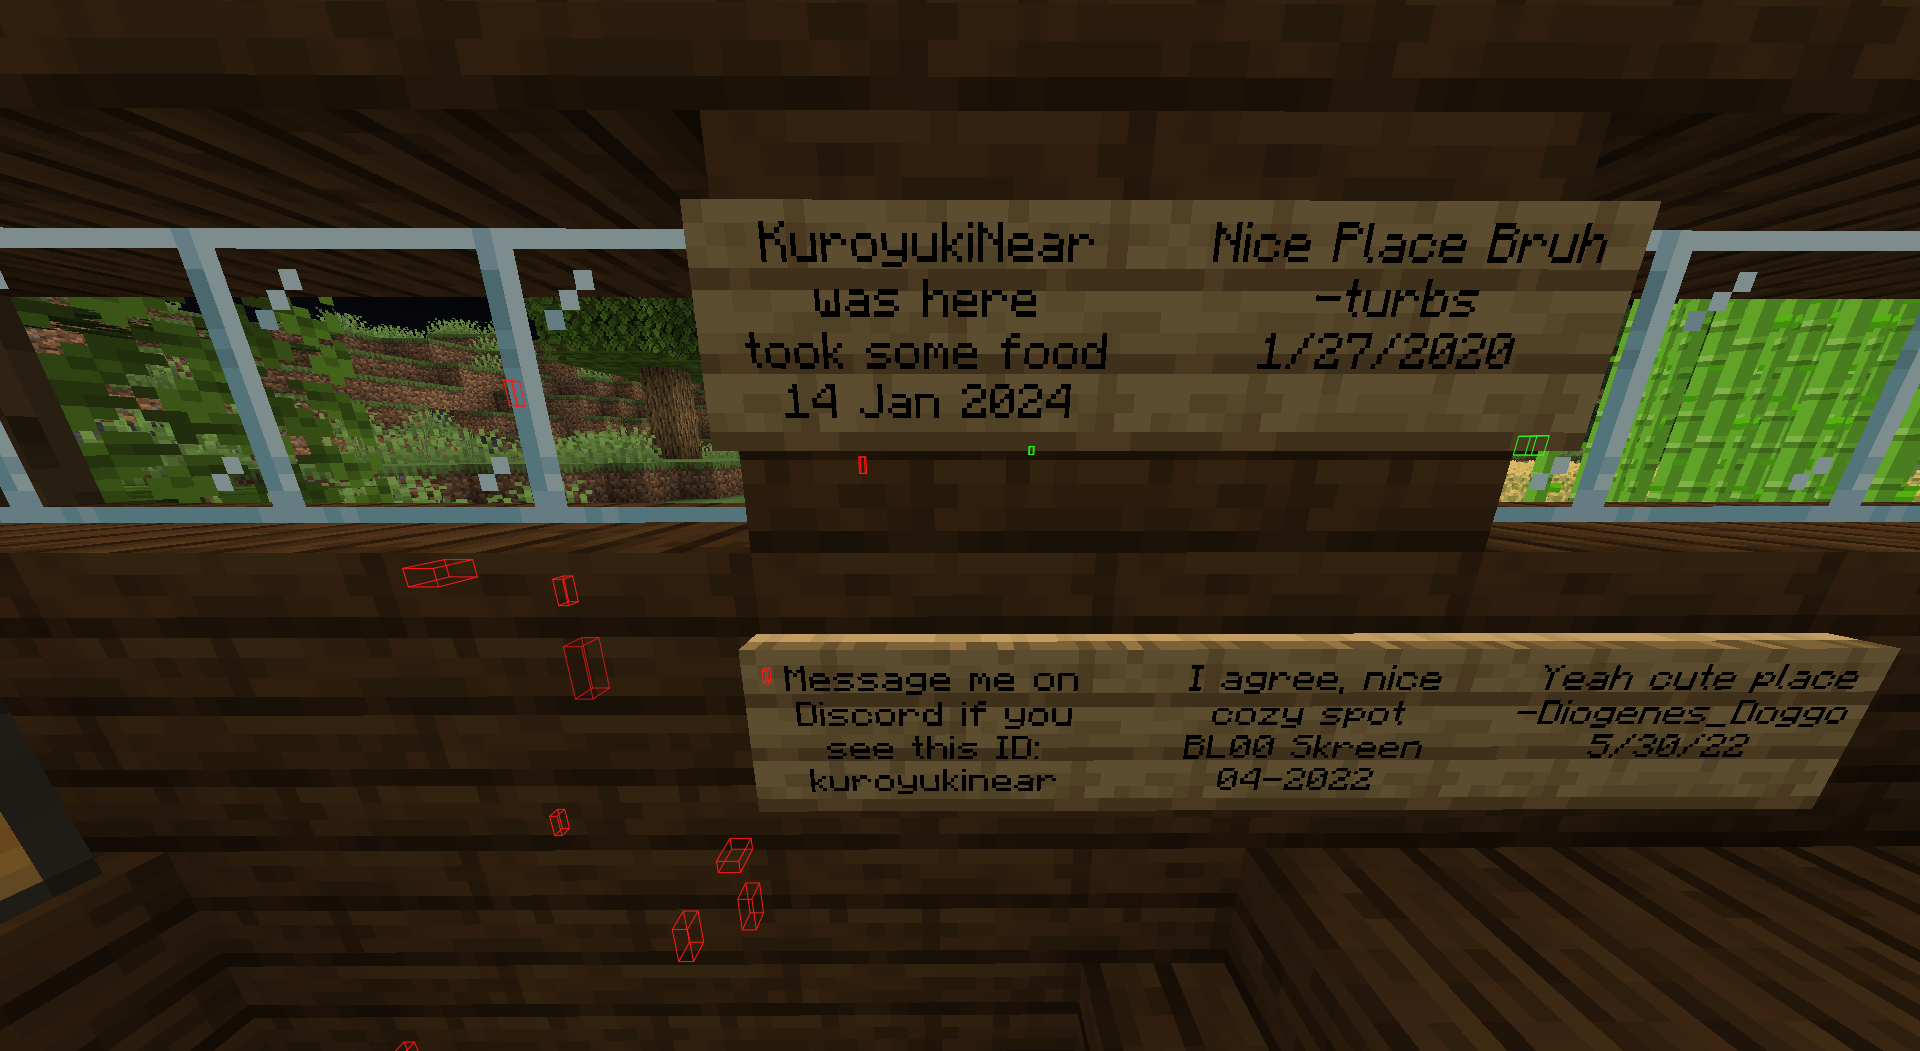 KuroyukiNear
was here
took some food
14 Jan 2024
Nice Place Bruh
-turbs
1/27/2020
Message me on
Discord if you
see this ID:
kuroyukinear
I agree, nice
cozy spot
BL00 Skreen
04-2022
Yeah cute place
-Diogenes_Doggo
5/30/22